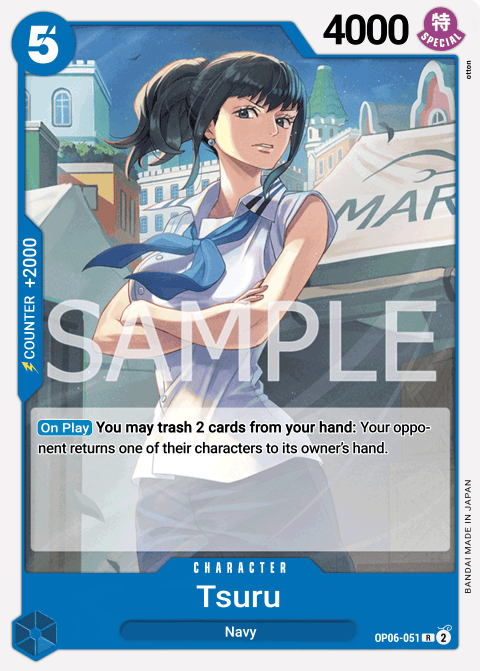 5
4000
特
SPECIAL
otton
MAR
COUNTER +2000
SAMPLE
On Play You may trash 2 cards from your hand: Your oppo-
nent returns one of their characters to its owner's hand.
BANDAI MADE IN JAPAN
CHARACTER
Tsuru
Navy
OP06-051 R 2